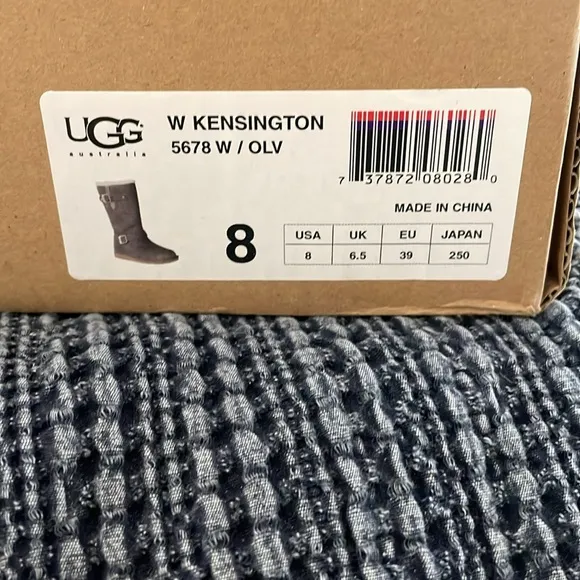 UGG
australia
W KENSINGTON
5678 W / OLV
7 37872 08028 0
MADE IN CHINA
8
USA UK EU JAPAN
8 6.5 39 250